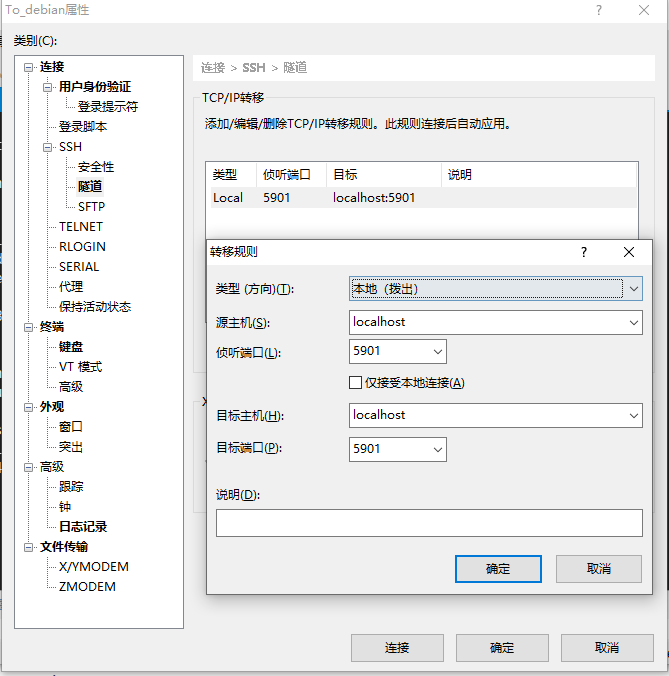 To_debian属性
类别(C):
连接
用户身份验证
登录提示符
登录脚本
SSH
安全性
隧道
SFTP
TELNET
RLOGIN
SERIAL
代理
保持活动状态
终端
键盘
VT 模式
高级
外观
窗口
突出
高级
跟踪
钟
日志记录
文件传输
X/YMODEM
ZMODEM
连接 > SSH > 隧道
TCP/IP转移
添加/编辑/删除TCP/IP转移规则。此规则连接后自动应用。
类型 侦听端口 目标 说明
Local 5901 localhost:5901
转移规则
类型 (方向)(T): 本地（拨出）
源主机(S): localhost
侦听端口(L): 5901
仅接受本地连接(A)
目标主机(H): localhost
目标端口(P): 5901
说明(D):
确定 取消
连接 确定 取消